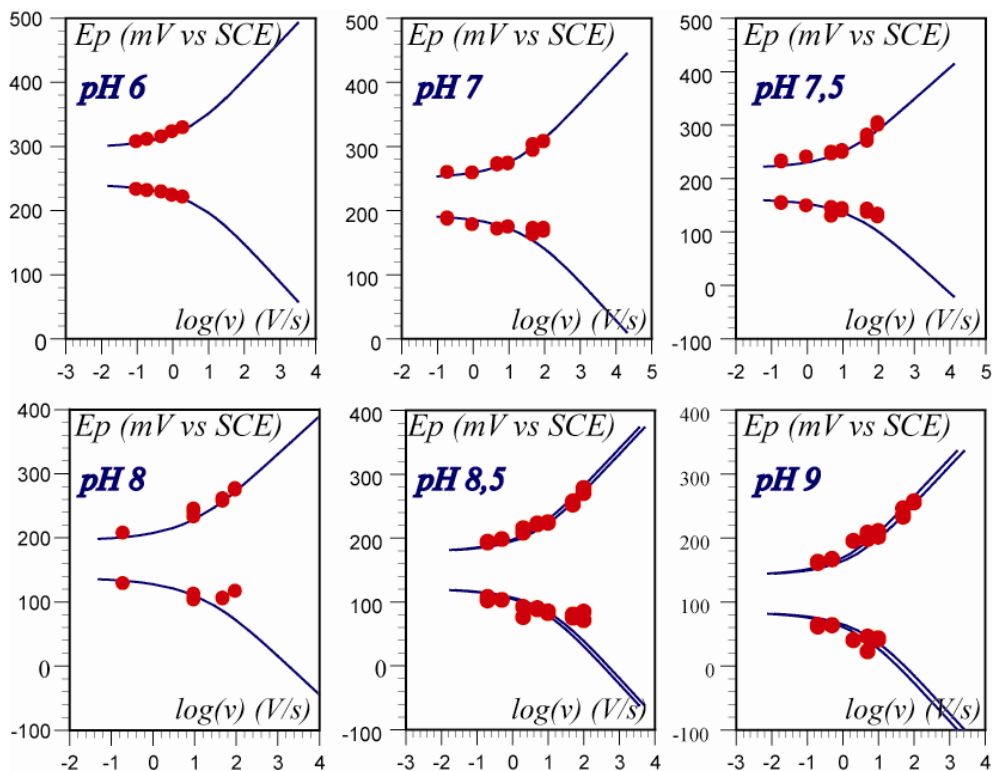 500
Ep (mV vs SCE)
400
pH 6
300
200
100
log(v) (V/s)
0
-3 -2 -1 0 1 2 3 4
500
Ep (mV vs SCE)
400
pH 7
300
200
100
log(v) (V/s)
0
-2 -1 0 1 2 3 4 5
500
Ep (mV vs SCE)
400
pH 7,5
300
200
100
0
log(v) (V/s)
-100
-2 -1 0 1 2 3 4 5
400
Ep (mV vs SCE)
300
pH 8
200
100
0
log(v) (V/s)
-100
-2 -1 0 1 2 3 4
400
Ep (mV vs SCE)
300
pH 8,5
200
100
0
log(v) (V/s)
-100
-3 -2 -1 0 1 2 3 4
400
Ep (mV vs SCE)
300
pH 9
200
100
0
log(v) (V/s)
-100
-3 -2 -1 0 1 2 3 4